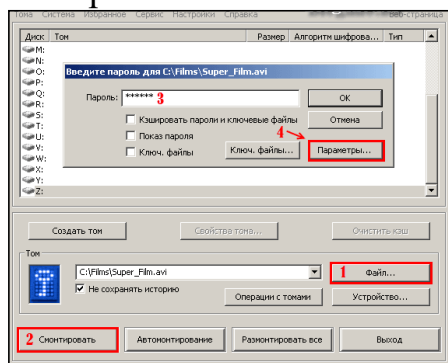 Тома Система Избранное Сервис Настройки Справка Веб-страница
Диск Том Размер Алгоритм шифрова... Тип
M:
N:
O:
P:
Q:
R:
S:
T:
U:
V:
W:
X:
Y:
Z:
Введите пароль для C:\Films\Super_Film.avi
Пароль: ****** 3 ОК
Кэшировать пароли и ключевые файлы Отмена
Показ пароля 4
Ключ. файлы Ключ. файлы... Параметры...
Создать том Свойства тома... Очистить кэш
Том
C:\Films\Super_Film.avi 1 Файл...
Не сохранять историю Операции с томами Устройство...
2 Смонтировать Автомонтирование Размонтировать все Выход